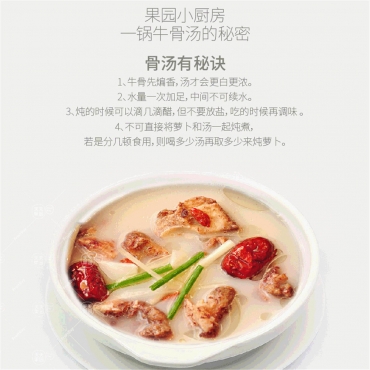 果园小厨房
一锅牛骨汤的秘密
骨汤有秘诀
1、牛骨先煸香，汤才会更白更浓。
2、水量一次加足，中间不可续水。
3、炖的时候可以滴几滴醋，但不要放盐，吃的时候再调味 。
4、不可直接将萝卜和汤一起炖煮，
若是分几顿食用，则喝多少汤再取多少来炖萝卜。